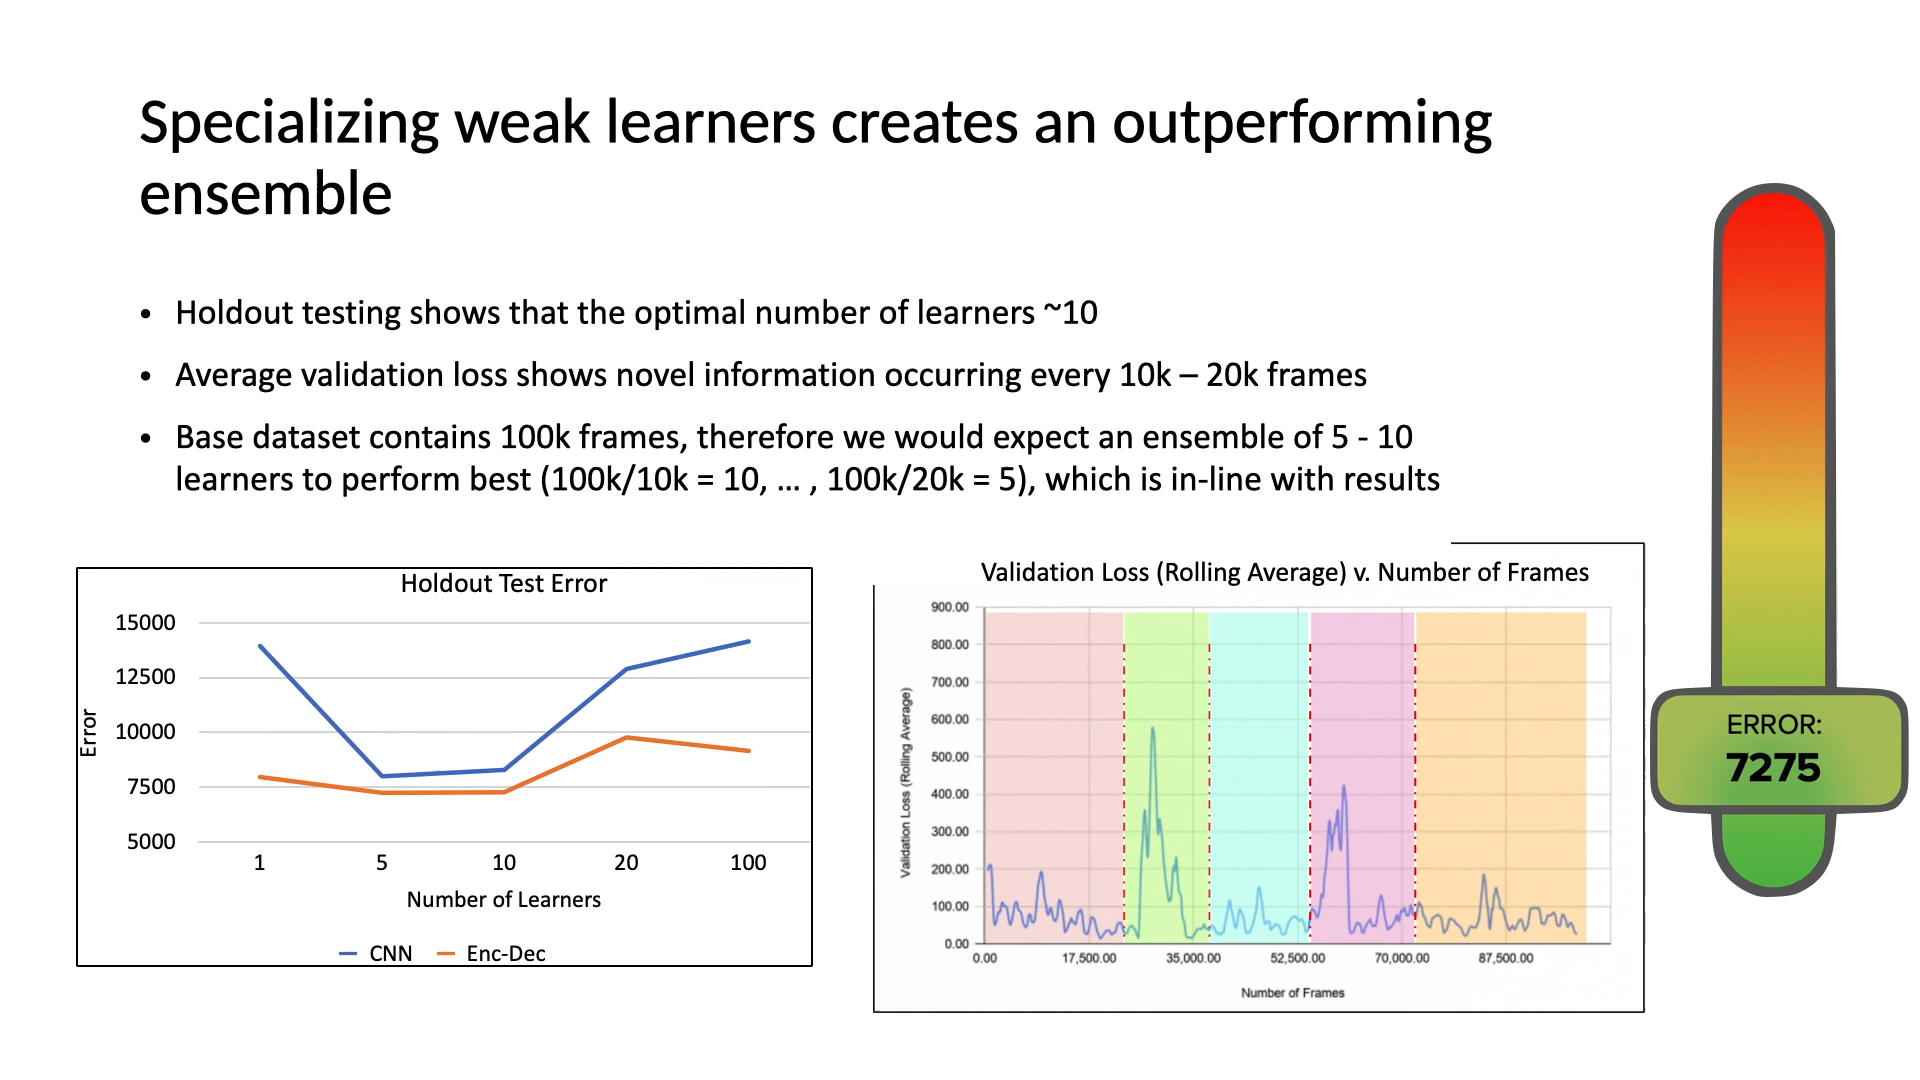 Specializing weak learners creates an outperforming
ensemble
• Holdout testing shows that the optimal number of learners ~10
• Average validation loss shows novel information occurring every 10k – 20k frames
• Base dataset contains 100k frames, therefore we would expect an ensemble of 5 - 10
learners to perform best (100k/10k = 10, ... , 100k/20k = 5), which is in-line with results
Holdout Test Error
15000
12500
10000
7500
5000
Error
1 5 10 20 100
Number of Learners
CNN Enc-Dec
Validation Loss (Rolling Average) v. Number of Frames
900.00
800.00
700.00
600.00
500.00
400.00
300.00
200.00
100.00
0.00
Validation Loss (Rolling Average)
0.00 17,500.00 35,000.00 52,500.00 70,000.00 87,500.00
Number of Frames
ERROR:
7275